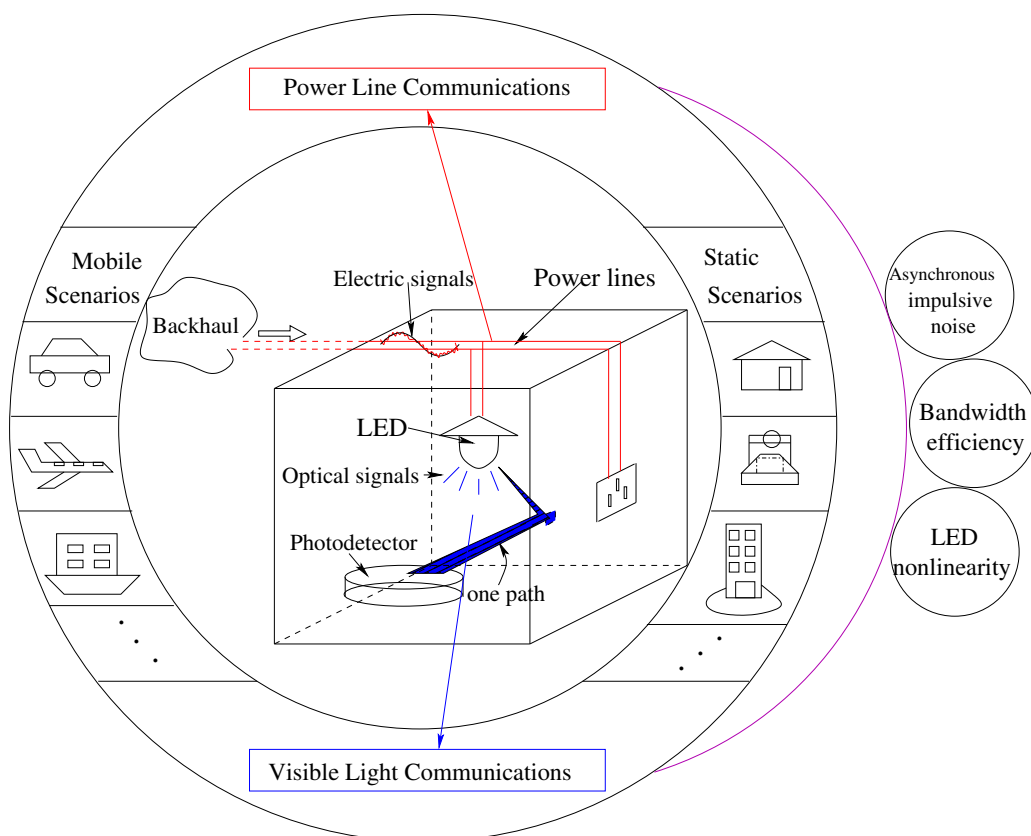 Power Line Communications
Mobile
Scenarios
Static
Scenarios
Backhaul
Electric signals
Power lines
Asynchronous
impulsive
noise
LED
Optical signals
Bandwidth
efficiency
Photodetector
one path
LED
nonlinearity
Visible Light Communications